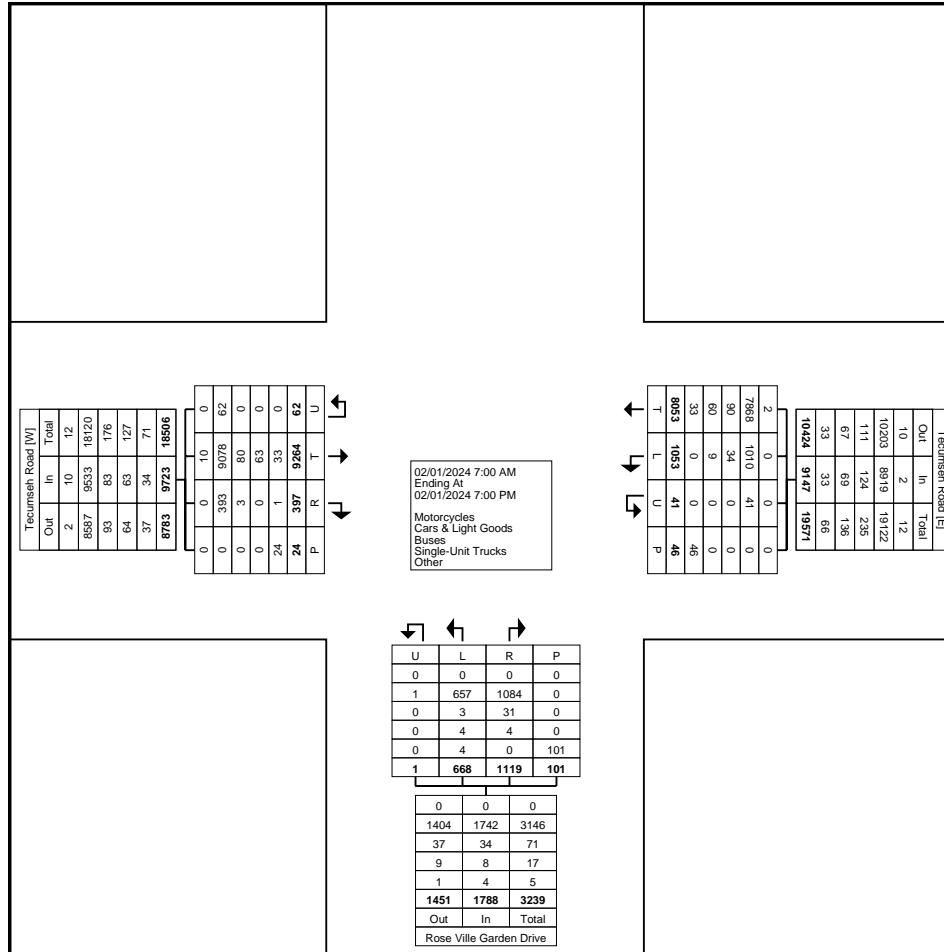 U T R P
62 9264 397 24
0 33 1 24
0 63 0 0
0 80 3 0
62 9078 393 0
0 10 0 0
18506 9723 8783
71 34 37
127 63 64
176 83 93
18120 9533 8587
12 10 2
Total In Out
Tecumseh Road [W]
02/01/2024 7:00 AM
Ending At
02/01/2024 7:00 PM
Motorcycles
Cars & Light Goods
Buses
Single-Unit Trucks
Other
Tecumseh Road [E]
Out In Total
10 2 12
10203 8919 19122
111 124 235
67 69 136
33 33 66
10424 9147 19571
2 0 0 0
7868 1010 41 0
90 34 0 0
60 9 0 0
33 0 0 46
8053 1053 41 46
T L U P
U L R P
0 0 0 0
1 657 1084 0
0 3 31 0
0 4 4 0
0 4 0 101
1 668 1119 101
0 0 0
1404 1742 3146
37 34 71
9 8 17
1 4 5
1451 1788 3239
Out In Total
Rose Ville Garden Drive